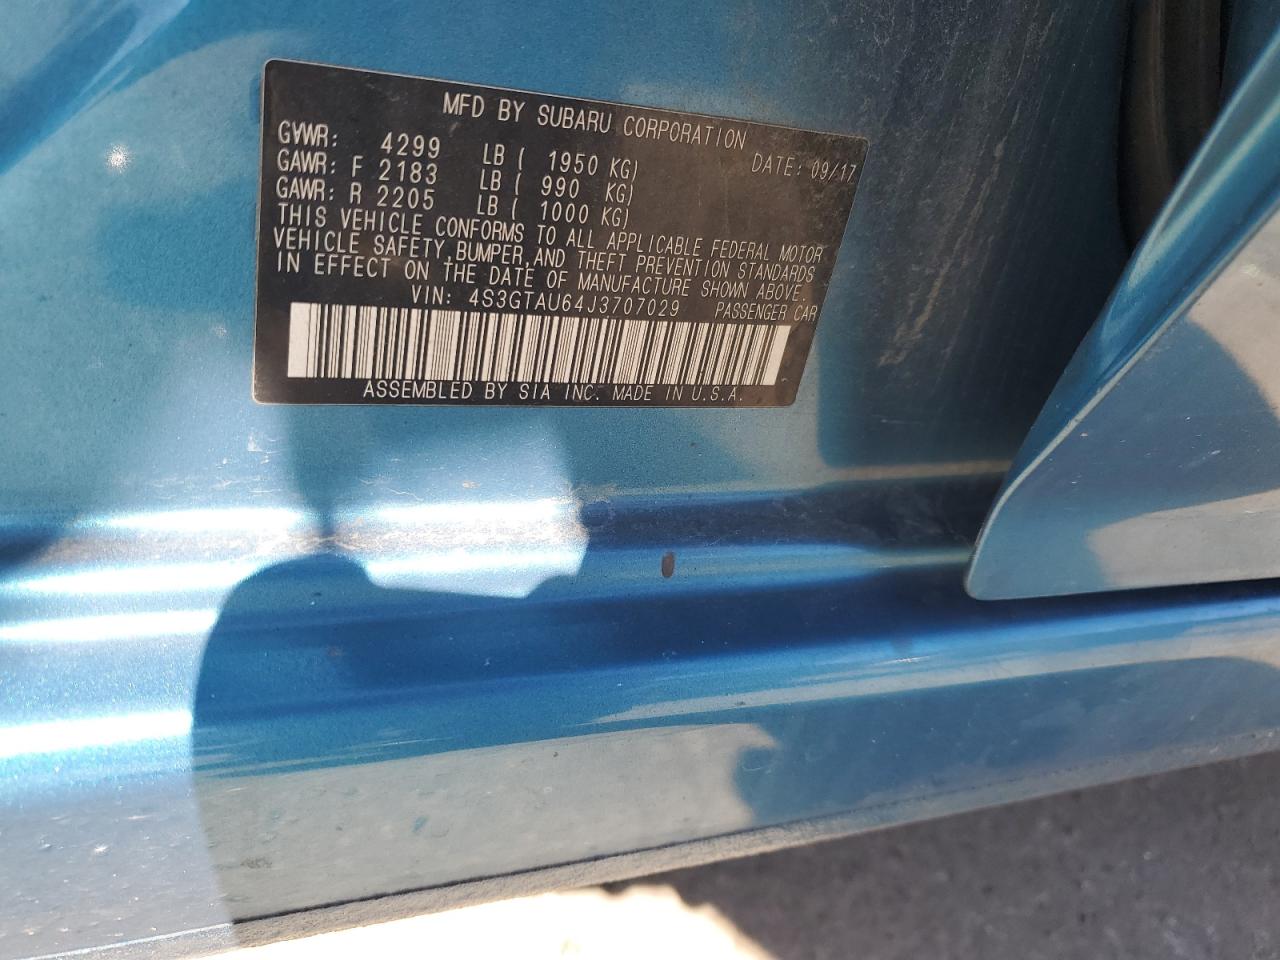 MFD BY SUBARU CORPORATION
DATE: 09/17
GVWR: 4299 LB ( 1950 KG)
GAWR: F 2183 LB ( 990 KG)
GAWR: R 2205 LB ( 1000 KG)
THIS VEHICLE CONFORMS TO ALL APPLICABLE FEDERAL MOTOR
VEHICLE SAFETY,BUMPER,AND THEFT PREVENTION STANDARDS
IN EFFECT ON THE DATE OF MANUFACTURE SHOWN ABOVE.
VIN: 4S3GTAU64J3707029 PASSENGER CAR
ASSEMBLED BY SIA INC. MADE IN U.S.A.